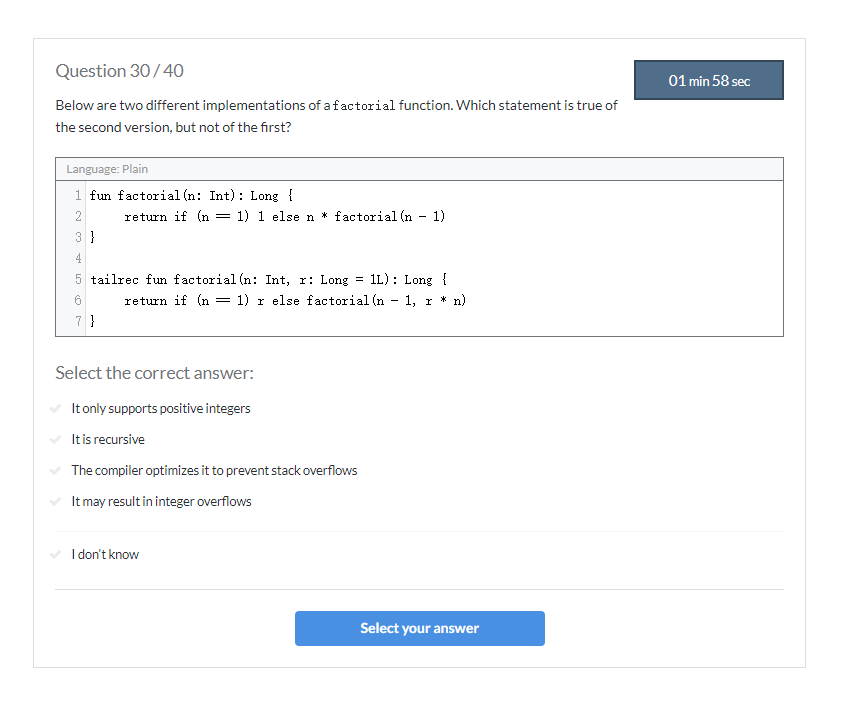 Question 30 / 40
01 min 58 sec
Below are two different implementations of a factorial function. Which statement is true of
the second version, but not of the first?
Language: Plain
1 fun factorial(n: Int): Long {
2     return if (n == 1) 1 else n * factorial(n - 1)
3 }
4
5 tailrec fun factorial(n: Int, r: Long = 1L): Long {
6     return if (n == 1) r else factorial(n - 1, r * n)
7 }
Select the correct answer:
It only supports positive integers
It is recursive
The compiler optimizes it to prevent stack overflows
It may result in integer overflows
I don't know
Select your answer